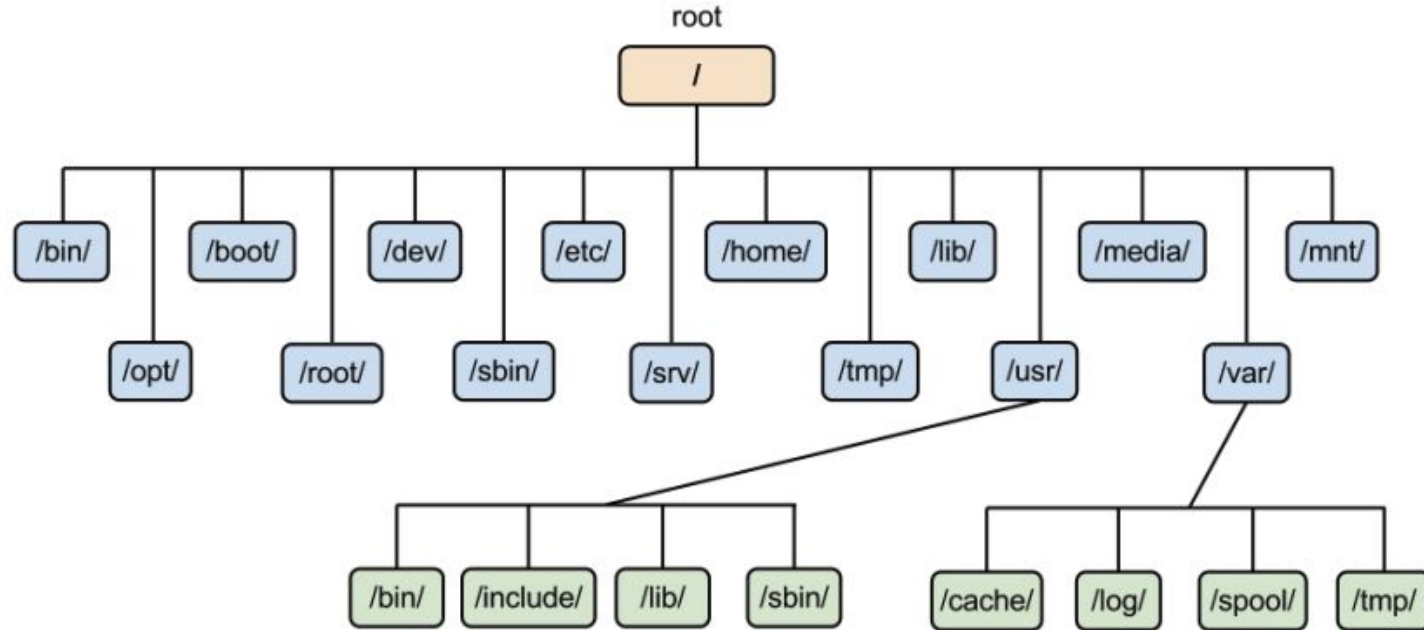 root
/
/bin/
/boot/
/dev/
/etc/
/home/
/lib/
/media/
/mnt/
/opt/
/root/
/sbin/
/srv/
/tmp/
/usr/
/var/
/bin/
/include/
/lib/
/sbin/
/cache/
/log/
/spool/
/tmp/